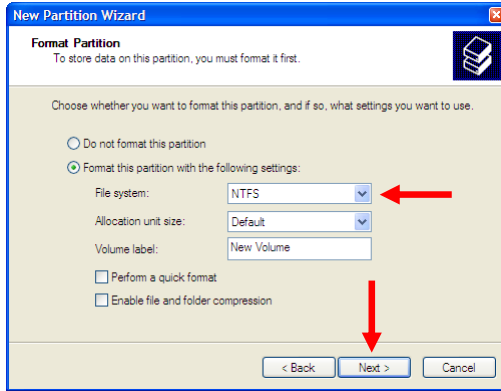 New Partition Wizard
Format Partition
To store data on this partition, you must format it first.
Choose whether you want to format this partition, and if so, what settings you want to use.
Do not format this partition
Format this partition with the following settings:
File system: NTFS
Allocation unit size: Default
Volume label: New Volume
Perform a quick format
Enable file and folder compression
< Back Next > Cancel